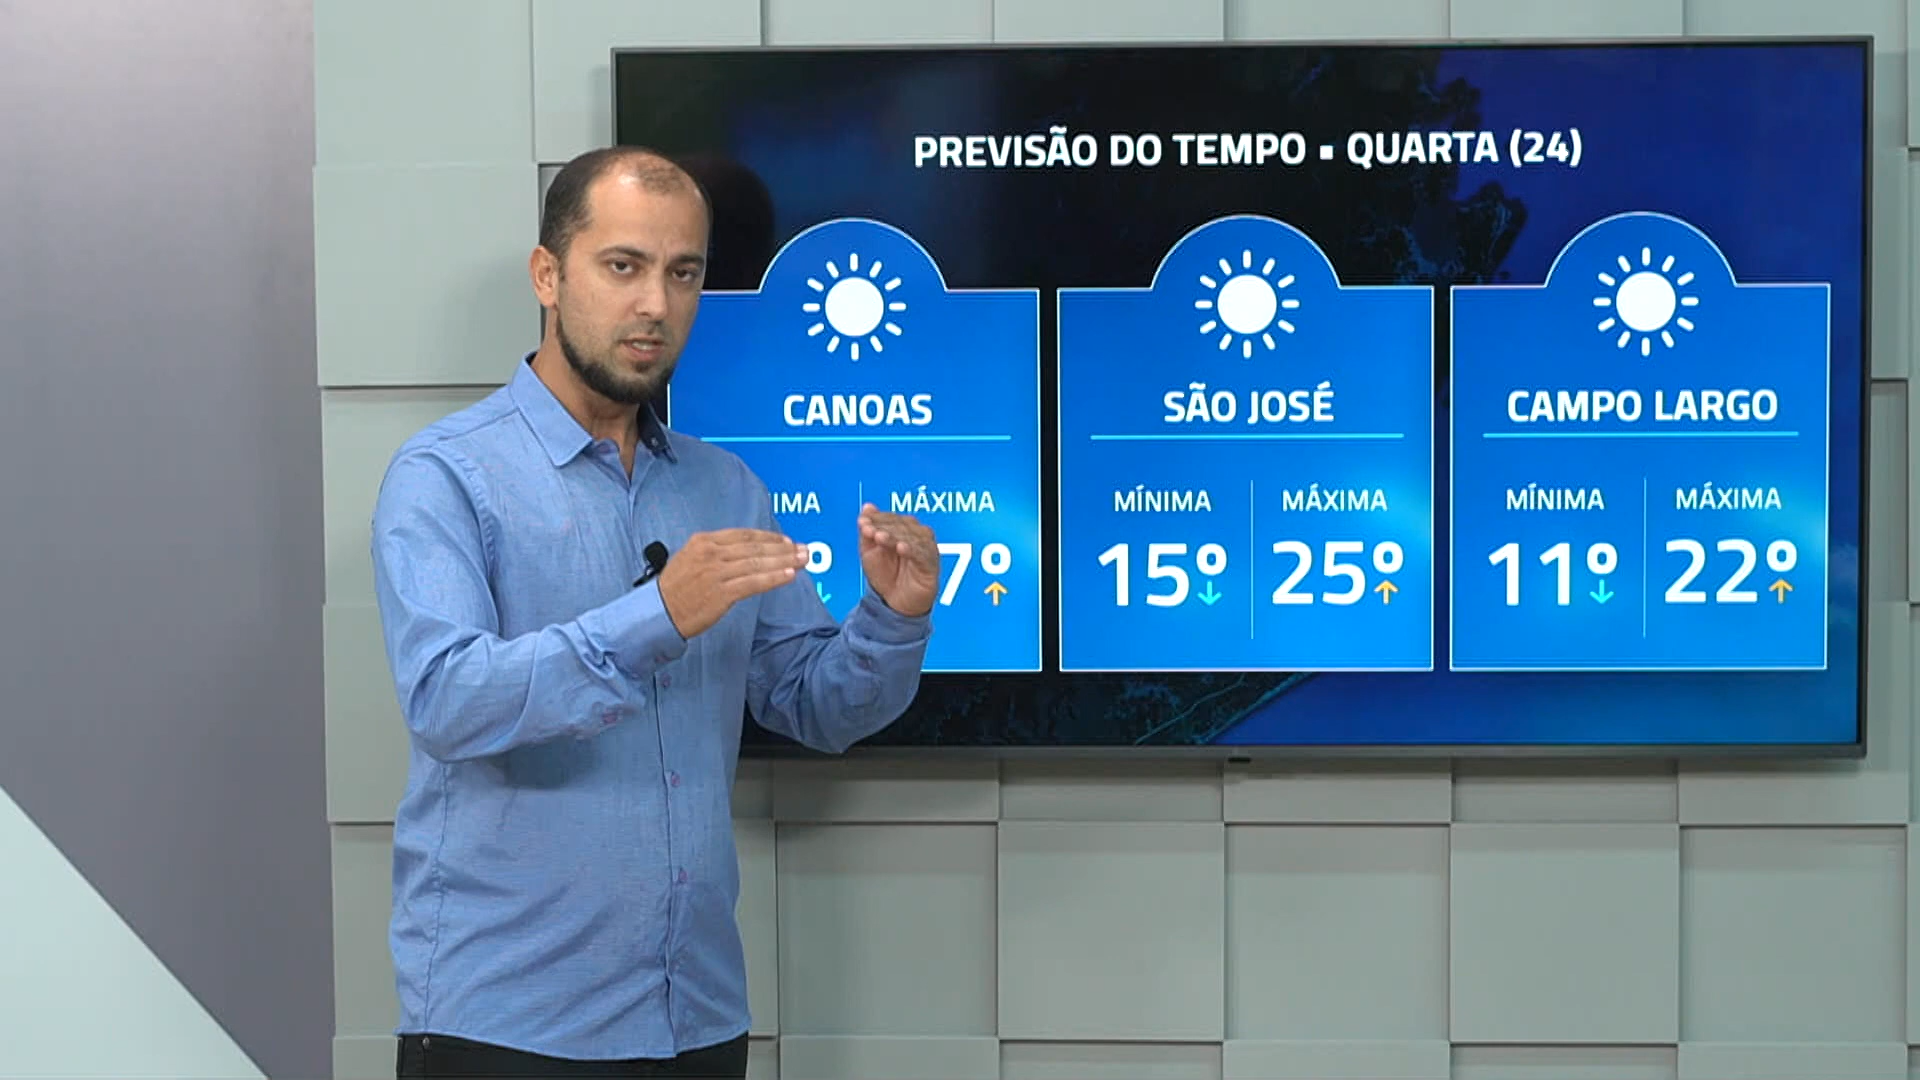 PREVISÃO DO TEMPO ▪ QUARTA (24)
CANOAS
MÁXIMA
SÃO JOSÉ
MÍNIMA MÁXIMA
15º 25º
CAMPO LARGO
MÍNIMA MÁXIMA
11º 22º